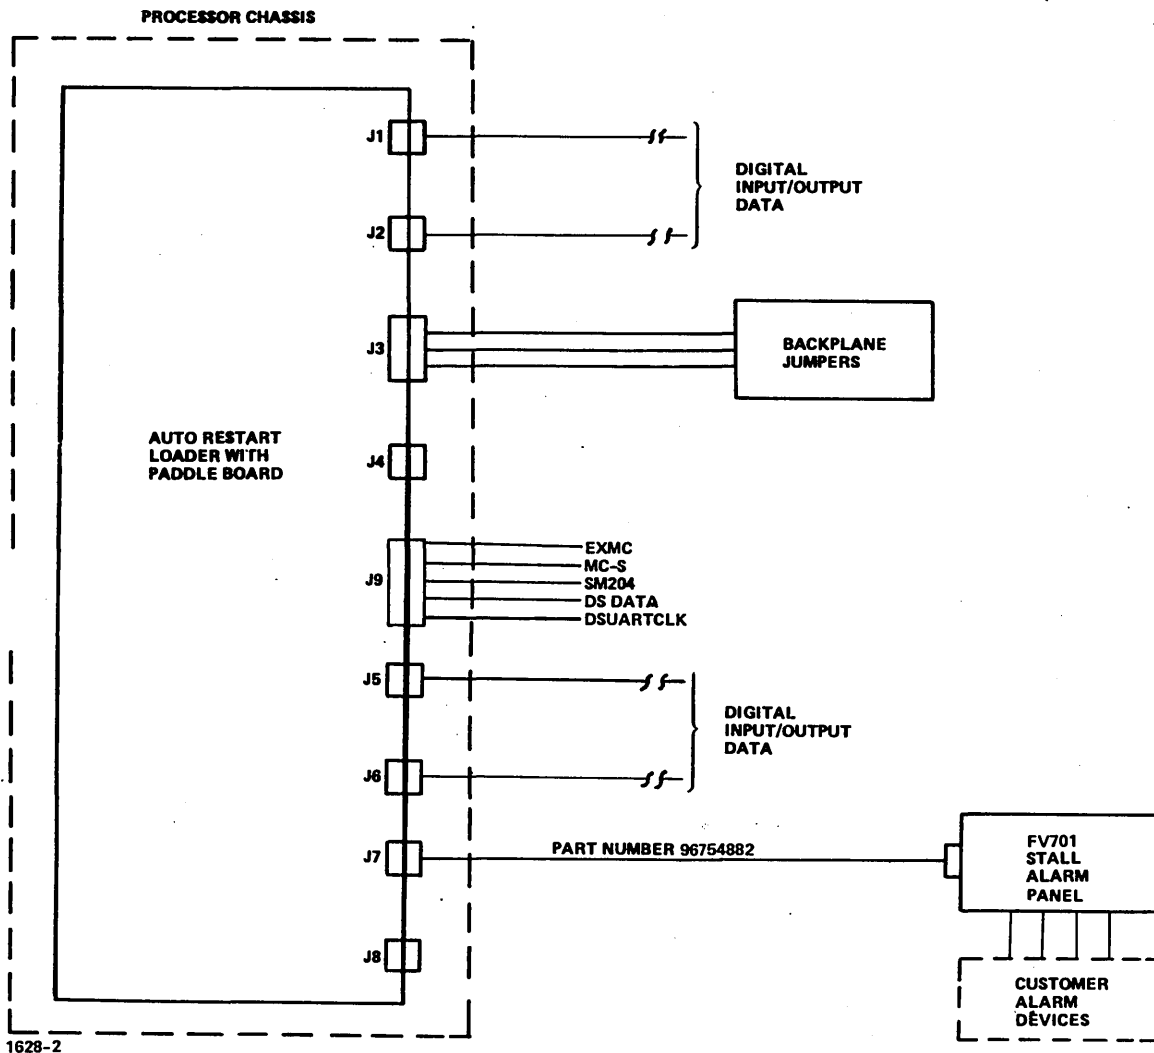 PROCESSOR CHASSIS
J1
DIGITAL
INPUT/OUTPUT
DATA
J2
J3
BACKPLANE
JUMPERS
AUTO RESTART
LOADER WITH
PADDLE BOARD
J4
J9
EXMC
MC-S
SM204
DS DATA
DSUARTCLK
J5
DIGITAL
INPUT/OUTPUT
DATA
J6
J7
PART NUMBER 96754882
FV701
STALL
ALARM
PANEL
J8
CUSTOMER
ALARM
DEVICES
1628-2